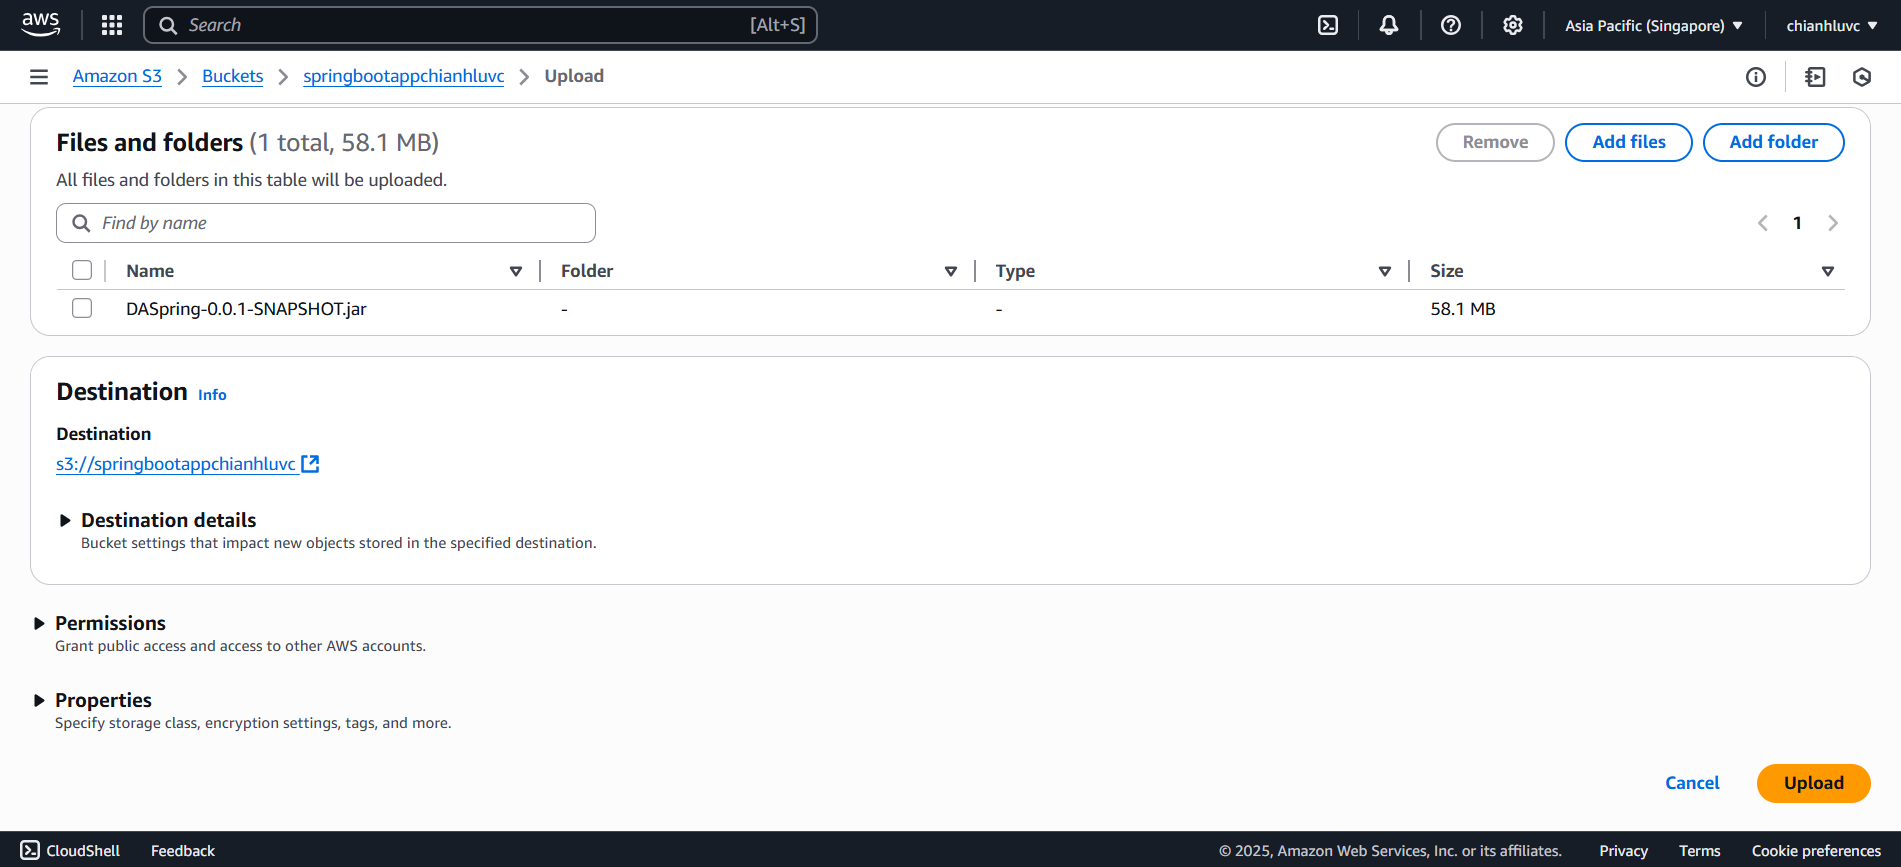 aws Search [Alt+S] Asia Pacific (Singapore) chianhluvc
Amazon S3 Buckets springbootappchianhluvc Upload
Files and folders (1 total, 58.1 MB) Remove Add files Add folder
All files and folders in this table will be uploaded.
Find by name 1
Name Folder Type Size
DASpring-0.0.1-SNAPSHOT.jar - - 58.1 MB
Destination Info
Destination
s3://springbootappchianhluvc
Destination details
Bucket settings that impact new objects stored in the specified destination.
Permissions
Grant public access and access to other AWS accounts.
Properties
Specify storage class, encryption settings, tags, and more.
Cancel Upload
CloudShell Feedback © 2025, Amazon Web Services, Inc. or its affiliates. Privacy Terms Cookie preferences